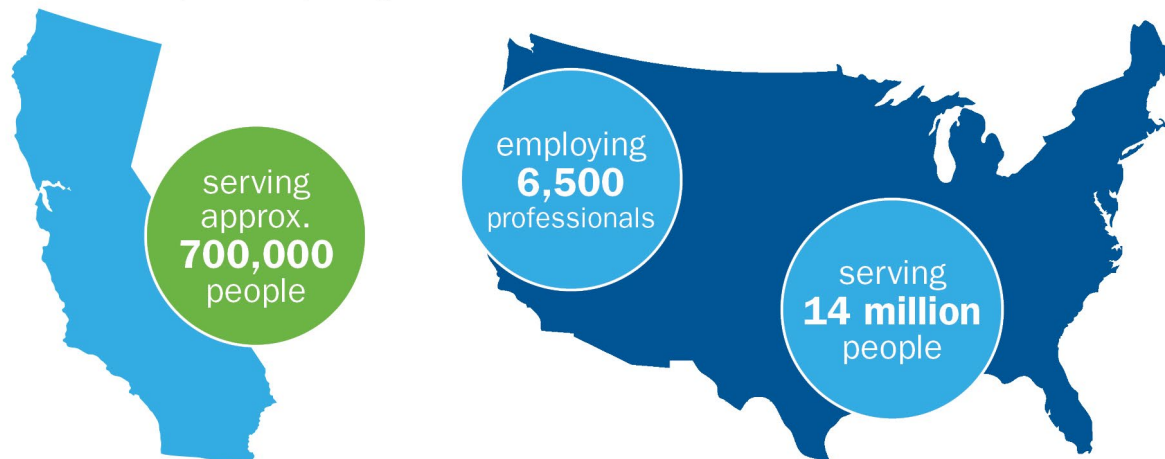 serving
approx.
700,000
people
employing
6,500
professionals
serving
14 million
people